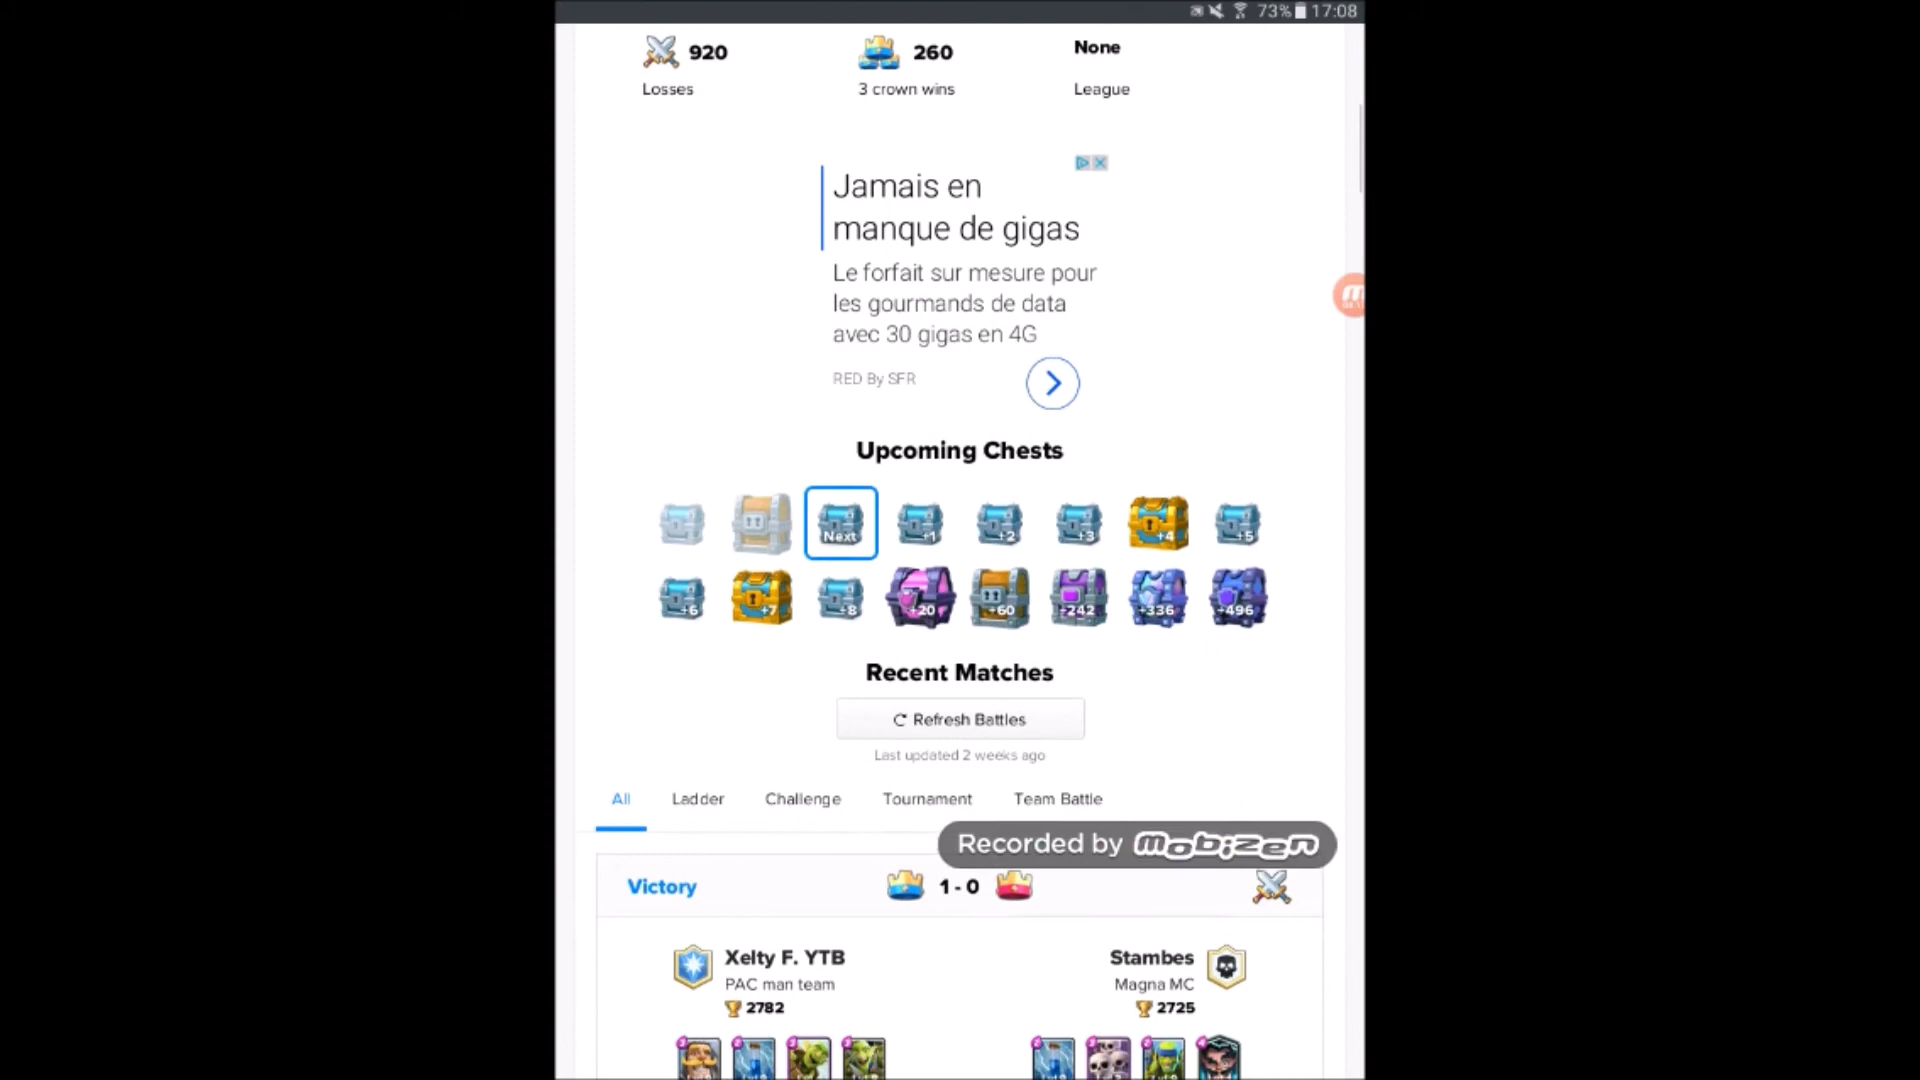 73% 17:08
920 260 None
Losses 3 crown wins League
Jamais en
manque de gigas
Le forfait sur mesure pour
les gourmands de data
avec 30 gigas en 4G
RED By SFR
Upcoming Chests
Next +1 +2 +3 +4 +5
+6 +7 +8 +20 +60 +242 +336 +496
Recent Matches
Refresh Battles
Last updated 2 weeks ago
All Ladder Challenge Tournament Team Battle
Recorded by mobizen
Victory 1 - 0
Xelty F. YTB Stambes
PAC man team Magna MC
2782 2725